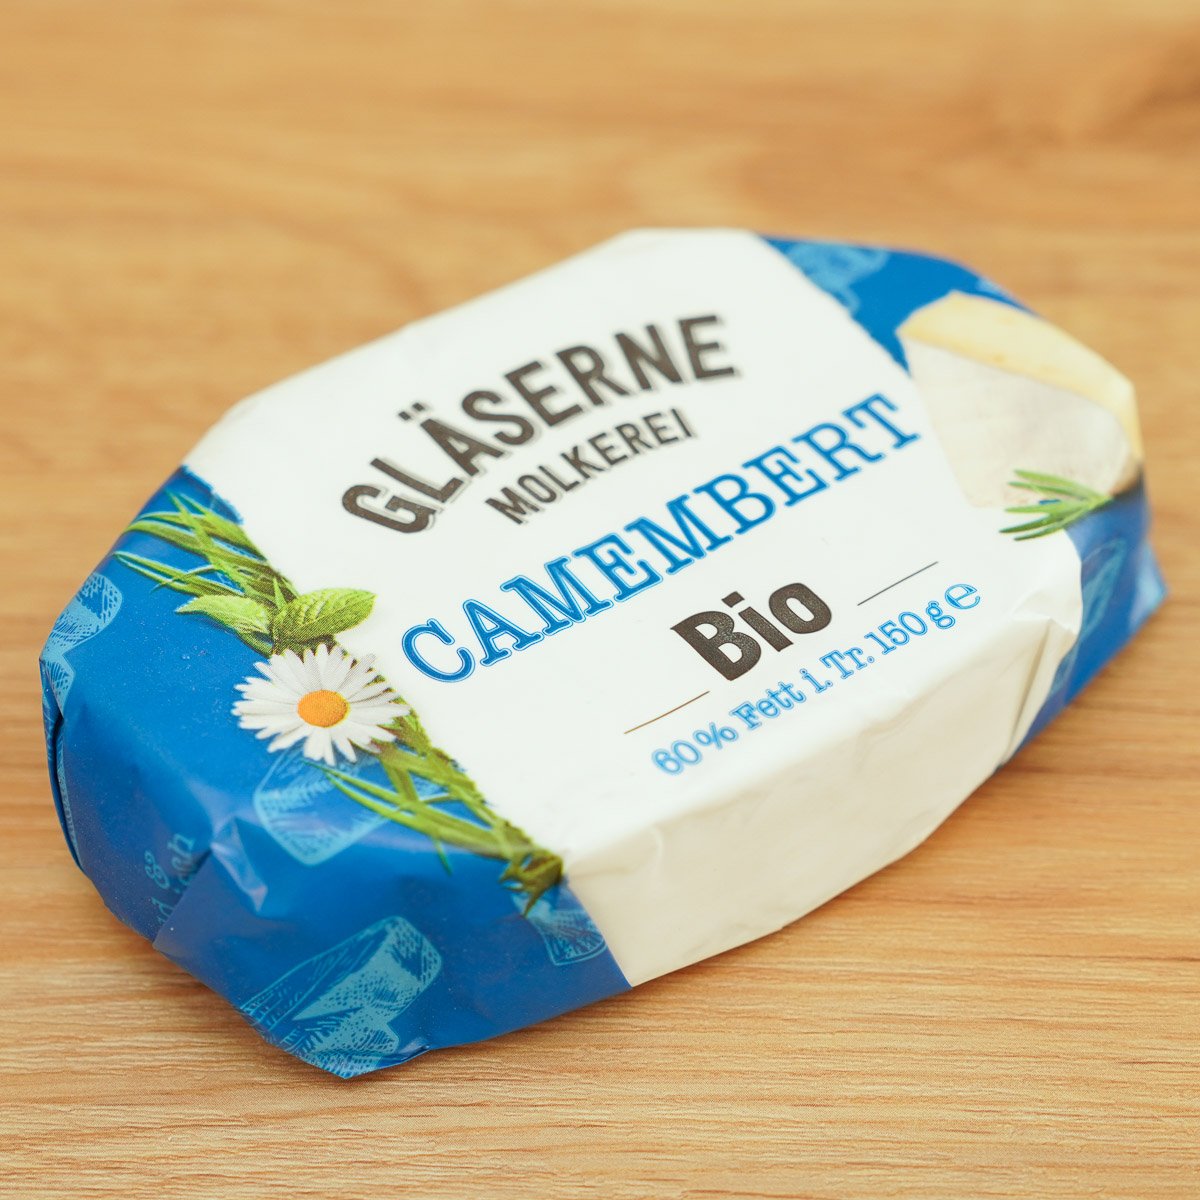 GLÄSERNE
MOLKEREI
CAMEMBERT
Bio
60% Fett i. Tr. 150 g e
&